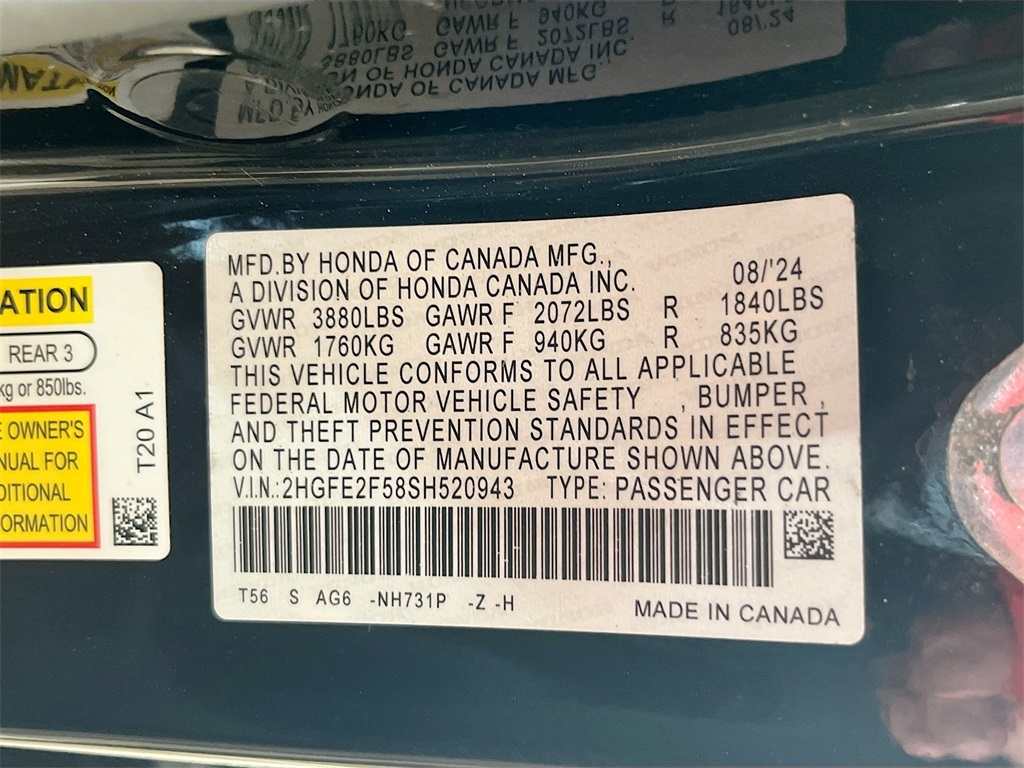 MFD.BY HONDA OF CANADA MFG.,
A DIVISION OF HONDA CANADA INC. 08/'24
GVWR 3880LBS GAWR F 2072LBS R 1840LBS
GVWR 1760KG GAWR F 940KG R 835KG
THIS VEHICLE CONFORMS TO ALL APPLICABLE
FEDERAL MOTOR VEHICLE SAFETY , BUMPER ,
AND THEFT PREVENTION STANDARDS IN EFFECT
ON THE DATE OF MANUFACTURE SHOWN ABOVE.
V.I.N.:2HGFE2F58SH520943 TYPE: PASSENGER CAR
T56 S AG6 -NH731P -Z -H
MADE IN CANADA
ATION
REAR 3
kg or 850lbs.
E OWNER'S
NUAL FOR
DITIONAL
ORMATION
T20 A1